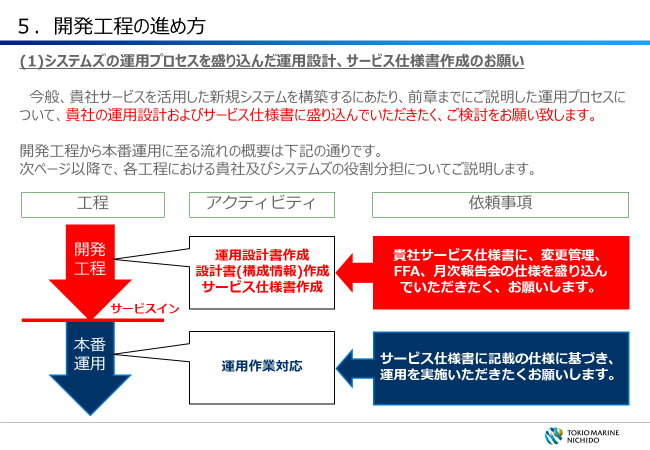 ５．開発工程の進め方
(1)システムズの運用プロセスを盛り込んだ運用設計、サービス仕様書作成のお願い
今般、貴社サービスを活用した新規システムを構築するにあたり、前章までにご説明した運用プロセスに
ついて、貴社の運用設計およびサービス仕様書に盛り込んでいただきたく、ご検討をお願い致します。
開発工程から本番運用に至る流れの概要は下記の通りです。
次ページ以降で、各工程における貴社及びシステムズの役割分担についてご説明します。
工程
アクティビティ
依頼事項
開発
工程
運用設計書作成
設計書(構成情報)作成
サービス仕様書作成
貴社サービス仕様書に、変更管理、
FFA、月次報告会の仕様を盛り込ん
でいただきたく、お願いします。
サービスイン
本番
運用
運用作業対応
サービス仕様書に記載の仕様に基づき、
運用を実施いただきたくお願いします。
TOKIO MARINE
NICHIDO